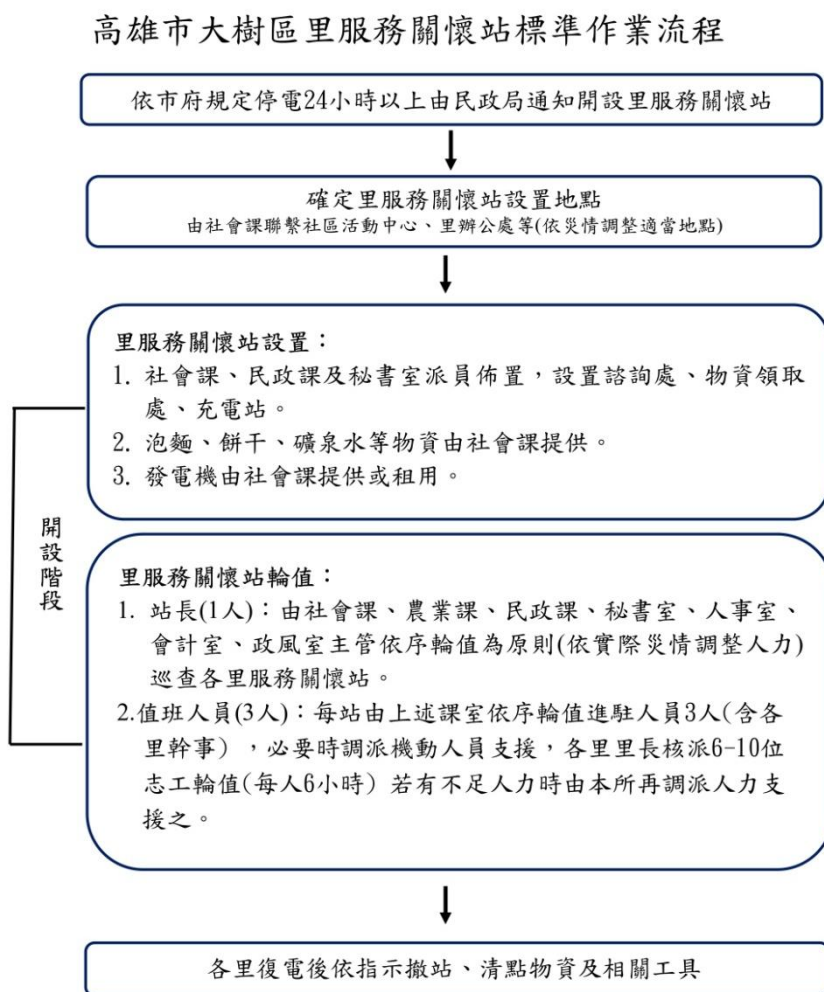 高雄市大樹區里服務關懷站標準作業流程
依市府規定停電24小時以上由民政局通知開設里服務關懷站
確定里服務關懷站設置地點
由社會課聯繫社區活動中心、里辦公處等(依災情調整適當地點)
里服務關懷站設置：
1. 社會課、民政課及秘書室派員佈置，設置諮詢處、物資領取
處、充電站。
2. 泡麵、餅干、礦泉水等物資由社會課提供。
3. 發電機由社會課提供或租用。
開設階段
里服務關懷站輪值：
1. 站長(1人)：由社會課、農業課、民政課、秘書室、人事室、
會計室、政風室主管依序輪值為原則(依實際災情調整人力)
巡查各里服務關懷站。
2.值班人員(3人)：每站由上述課室依序輪值進駐人員3人(含各
里幹事) ，必要時調派機動人員支援，各里里長核派6-10位
志工輪值(每人6小時) 若有不足人力時由本所再調派人力支
援之。
各里復電後依指示撤站、清點物資及相關工具